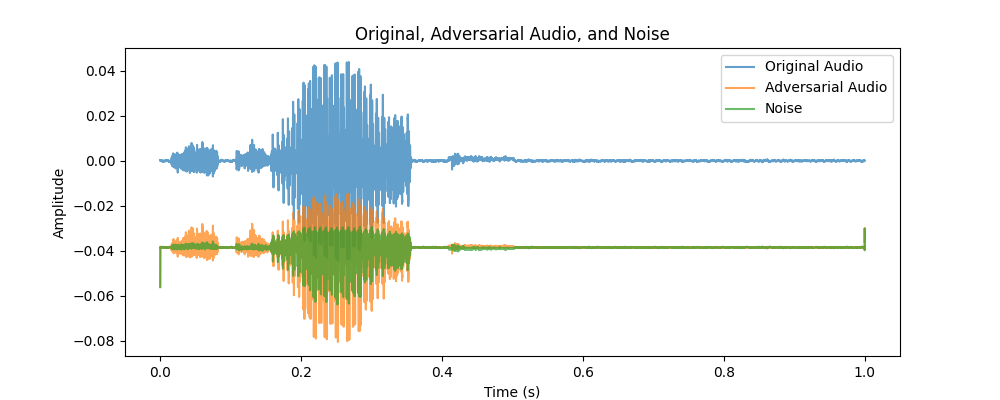 Original, Adversarial Audio, and Noise
Original Audio
Adversarial Audio
Noise
Amplitude
0.04
0.02
0.00
−0.02
−0.04
−0.06
−0.08
0.0 0.2 0.4 0.6 0.8 1.0
Time (s)